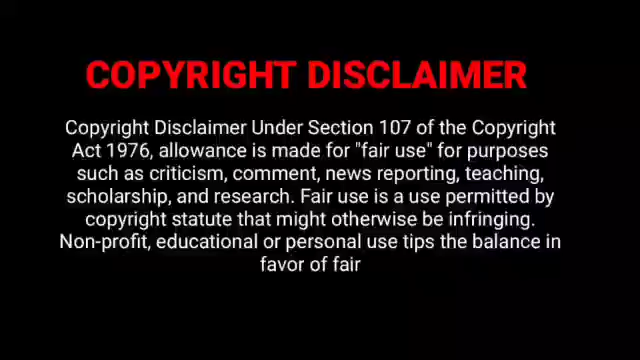 COPYRIGHT DISCLAIMER
Copyright Disclaimer Under Section 107 of the Copyright
Act 1976, allowance is made for "fair use" for purposes
such as criticism, comment, news reporting, teaching,
scholarship, and research. Fair use is a use permitted by
copyright statute that might otherwise be infringing.
Non-profit, educational or personal use tips the balance in
favor of fair